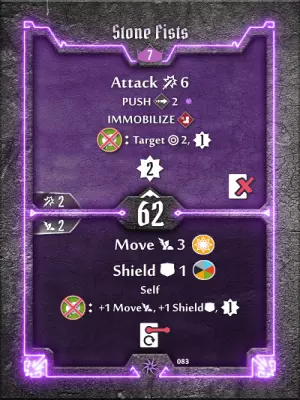 Stone Fists
7
Attack 6
PUSH 2
IMMOBILIZE
: Target 2, 1
2
2
62
2
Move 3
Shield 1
Self
: +1 Move, +1 Shield, 1
083